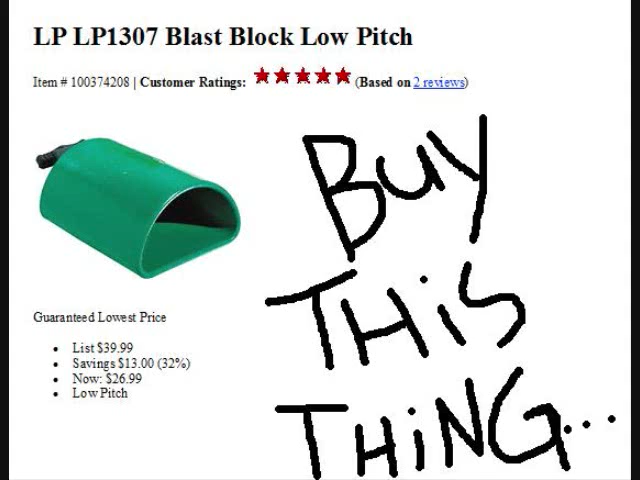 LP LP1307 Blast Block Low Pitch
Item # 100374208 | Customer Ratings: (Based on 2 reviews)
BUY
THiS
THiNG...
Guaranteed Lowest Price
• List $39.99
• Savings $13.00 (32%)
• Now: $26.99
• Low Pitch